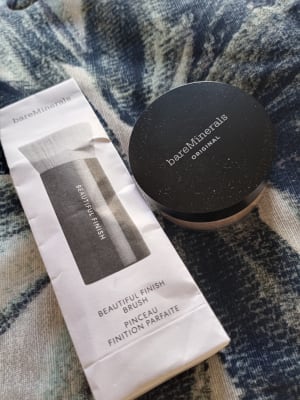 bareMinerals
BEAUTIFUL FINISH
BEAUTIFUL FINISH
BRUSH
PINCEAU
FINITION PARFAITE
bareMinerals
ORIGINAL